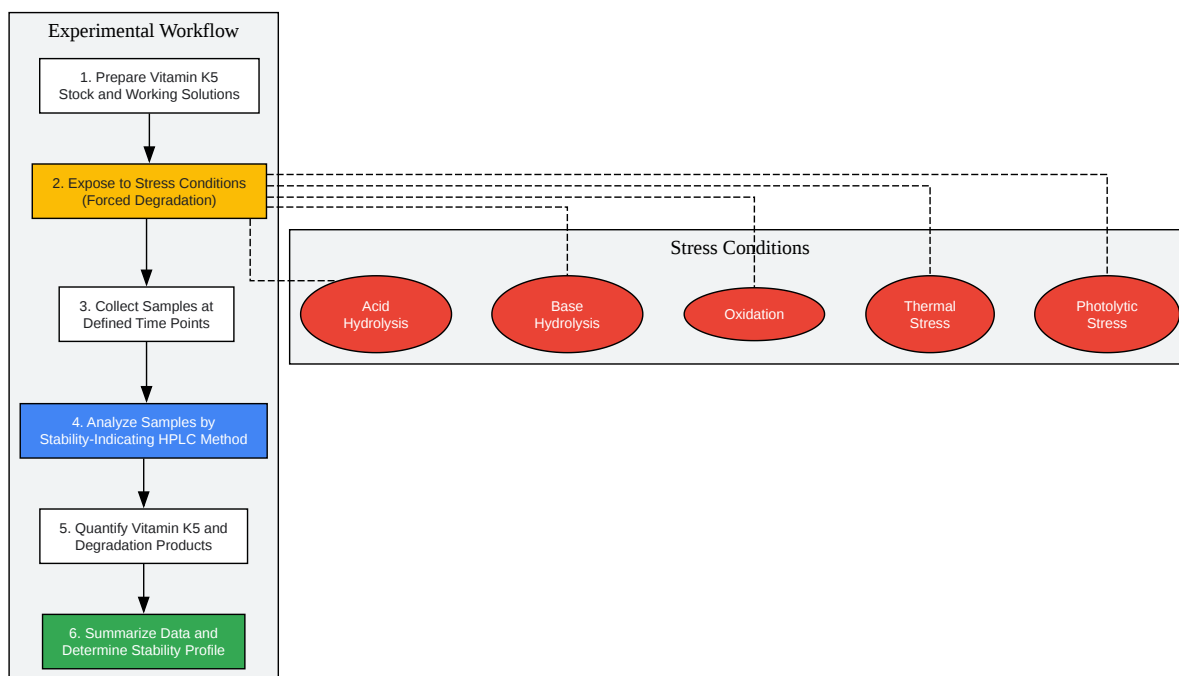 Experimental Workflow
1. Prepare Vitamin K5
Stock and Working Solutions
2. Expose to Stress Conditions
(Forced Degradation)
3. Collect Samples at
Defined Time Points
4. Analyze Samples by
Stability-Indicating HPLC Method
5. Quantify Vitamin K5 and
Degradation Products
6. Summarize Data and
Determine Stability Profile
Stress Conditions
Acid
Hydrolysis
Base
Hydrolysis
Oxidation
Thermal
Stress
Photolytic
Stress